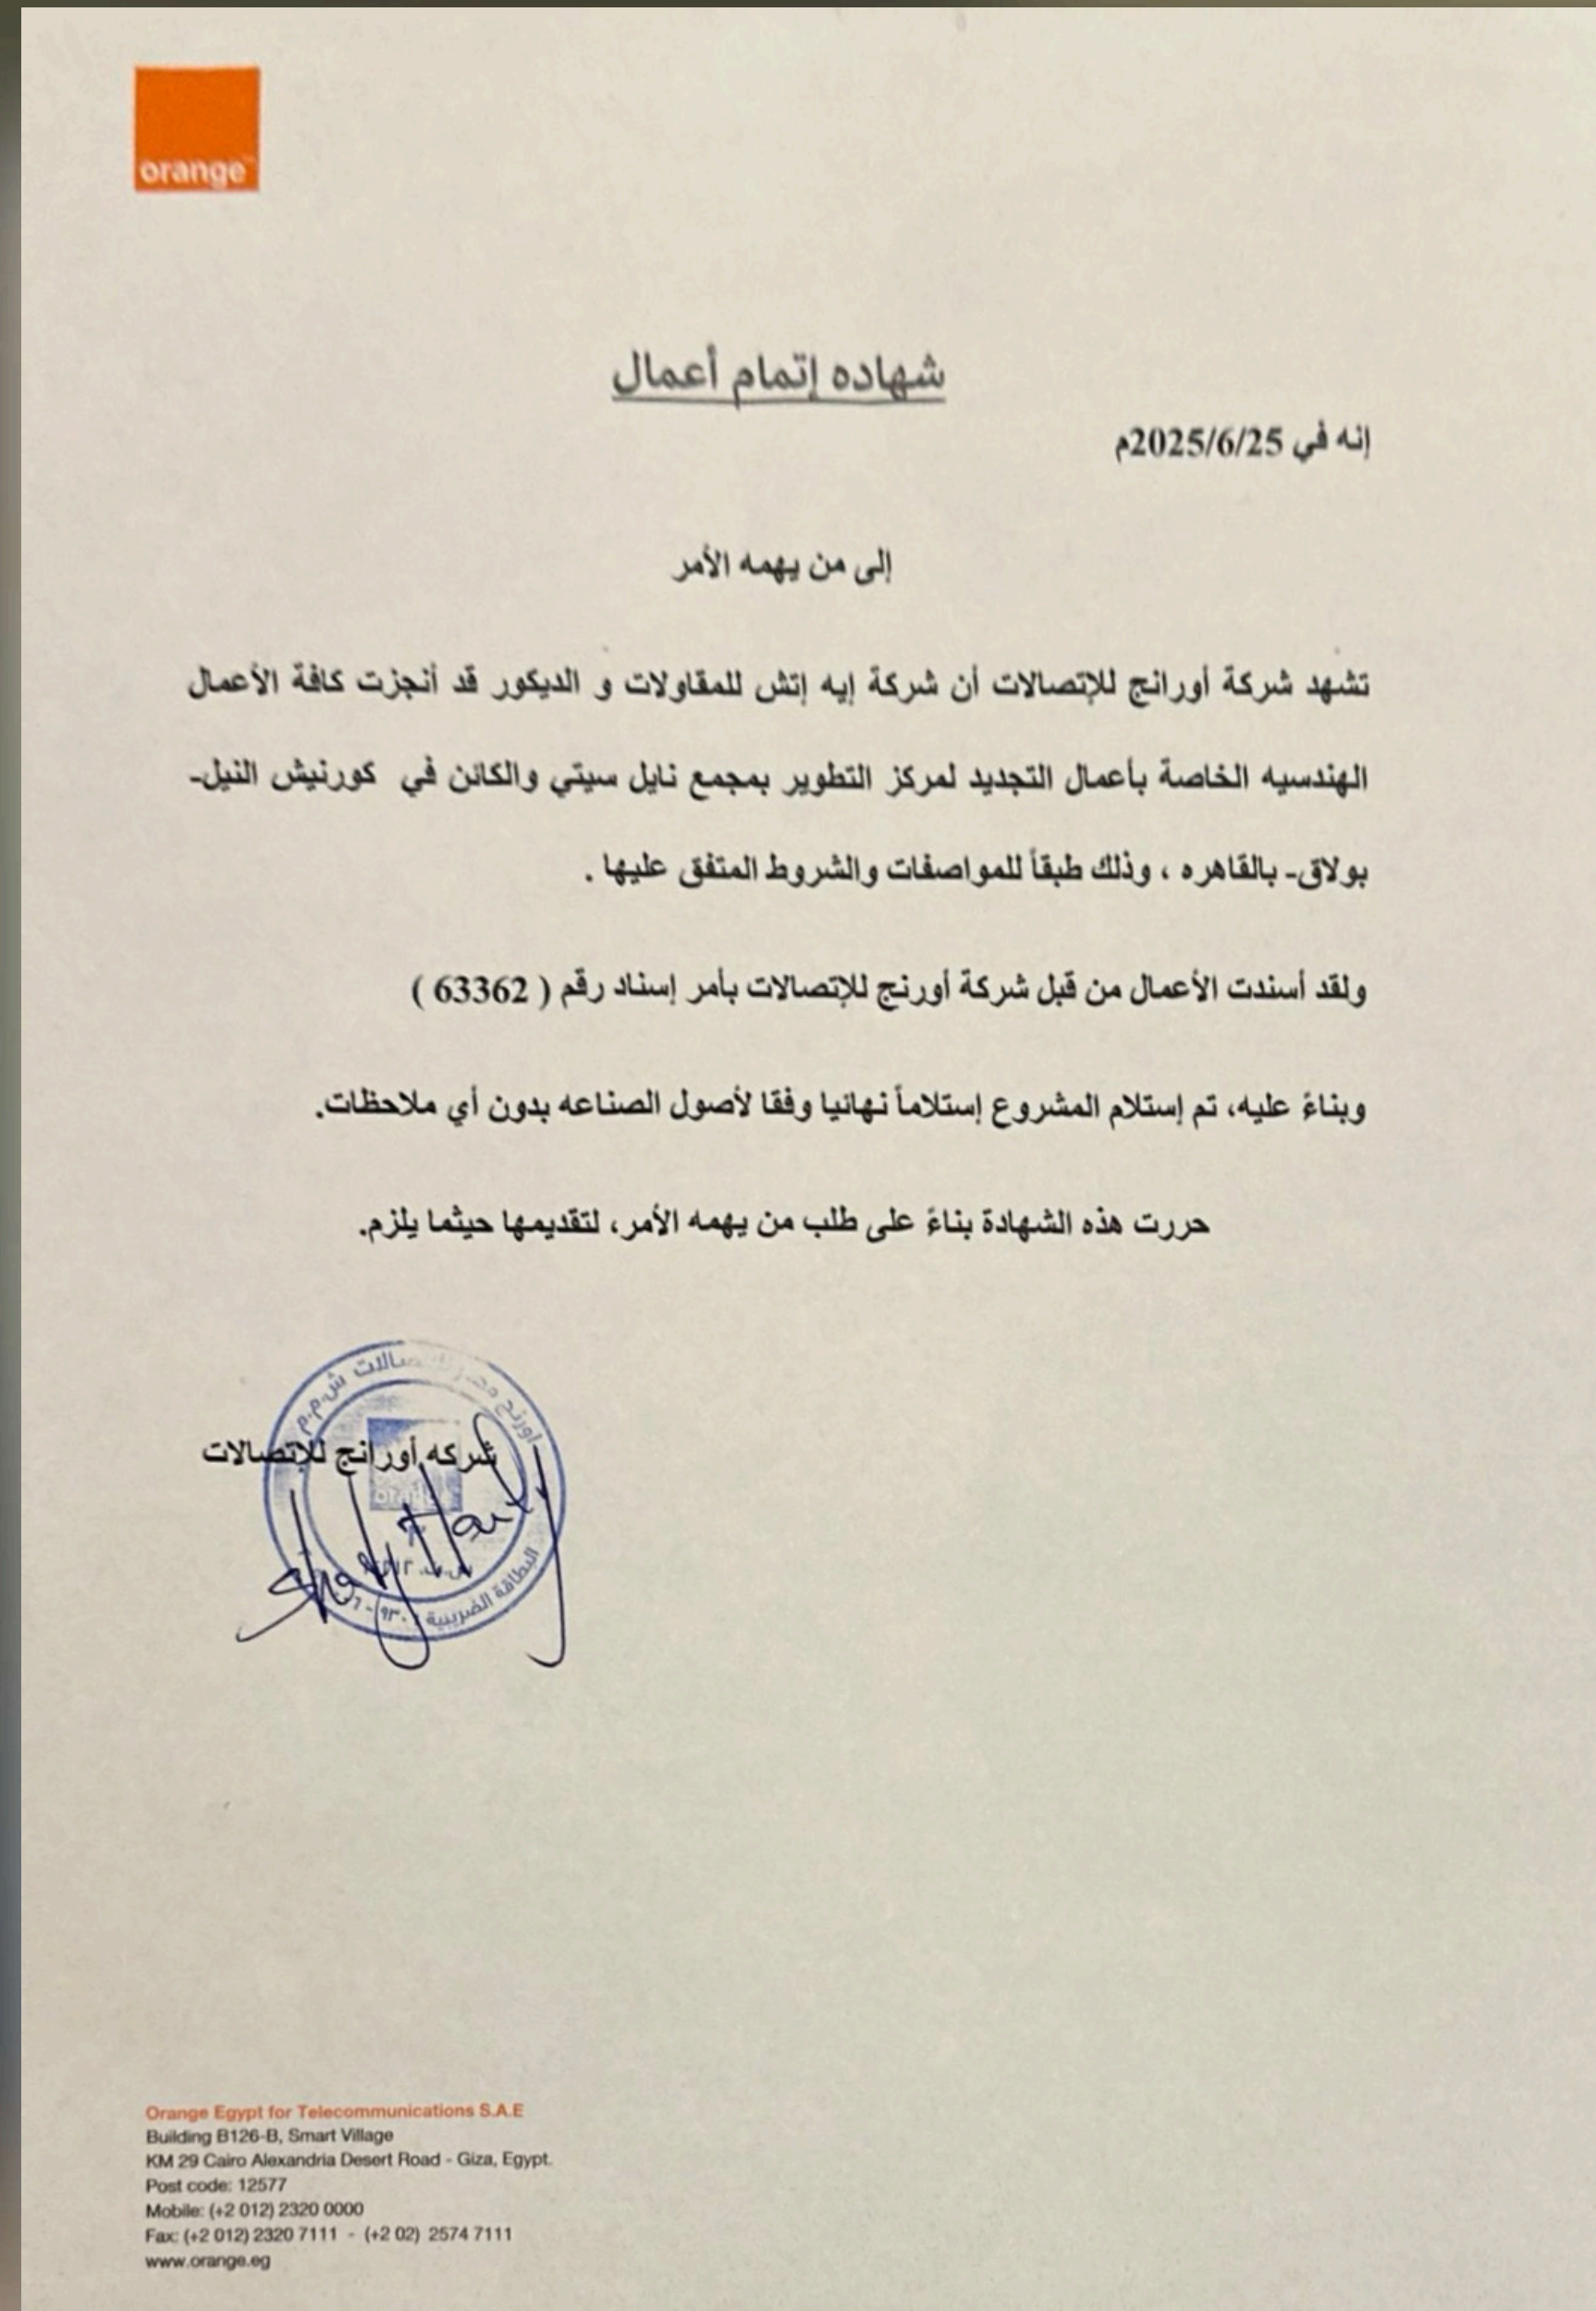 orange
شهاده إتمام أعمال
إنه في 2025/6/25م
إلى من يهمه الأمر
تشهد شركة أورانج للإتصالات أن شركة إيه إتش للمقاولات و الديكور قد أنجزت كافة الأعمال
الهندسيه الخاصة بأعمال التجديد لمركز التطوير بمجمع نايل سيتي والكائن في كورنيش النيل-
بولاق- بالقاهره ، وذلك طبقاً للمواصفات والشروط المتفق عليها .
ولقد أسندت الأعمال من قبل شركة أورنج للإتصالات بأمر إسناد رقم ( 63362 )
وبناءً عليه، تم إستلام المشروع إستلاماً نهائيا وفقا لأصول الصناعه بدون أي ملاحظات.
حررت هذه الشهادة بناءً على طلب من يهمه الأمر، لتقديمها حيثما يلزم.
شركه أورانج للإتصالات
اورنج ش.م.م
orange
البطاقة الضريبية
Orange Egypt for Telecommunications S.A.E
Building B126-B, Smart Village
KM 29 Cairo Alexandria Desert Road - Giza, Egypt.
Post code: 12577
Mobile: (+2 012) 2320 0000
Fax: (+2 012) 2320 7111 - (+2 02) 2574 7111
www.orange.eg